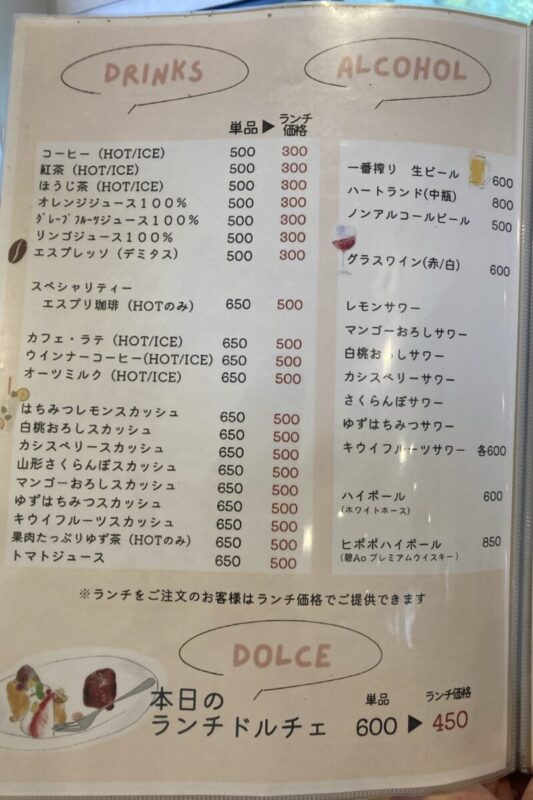 DRINKS
単品▶ランチ価格
コーヒー (HOT/ICE) 500 300
紅茶 (HOT/ICE) 500 300
ほうじ茶 (HOT/ICE) 500 300
オレンジジュース100% 500 300
グレープフルーツジュース100% 500 300
リンゴジュース100% 500 300
エスプレッソ (デミタス) 500 300
スペシャリティー
エスプリ珈琲 (HOTのみ) 650 500
カフェ・ラテ (HOT/ICE) 650 500
ウインナーコーヒー(HOT/ICE) 650 500
オーツミルク (HOT/ICE) 650 500
はちみつレモンスカッシュ 650 500
白桃おろしスカッシュ 650 500
カシスベリースカッシュ 650 500
山形さくらんぼスカッシュ 650 500
マンゴーおろしスカッシュ 650 500
ゆずはちみつスカッシュ 650 500
キウイフルーツスカッシュ 650 500
果肉たっぷりゆず茶 (HOTのみ) 650 500
トマトジュース 650 500
ALCOHOL
一番搾り 生ビール 600
ハートランド(中瓶) 800
ノンアルコールビール 500
グラスワイン(赤/白) 600
レモンサワー
マンゴーおろしサワー
白桃おろしサワー
カシスベリーサワー
さくらんぼサワー
ゆずはちみつサワー
キウイフルーツサワー 各600
ハイボール 600
(ホワイトホース)
ヒボボハイボール 850
(碧Aoプレミアムウイスキー)
※ランチをご注文のお客様はランチ価格でご提供できます
DOLCE
本日の
ランチドルチェ
単品 ランチ価格
600▶450